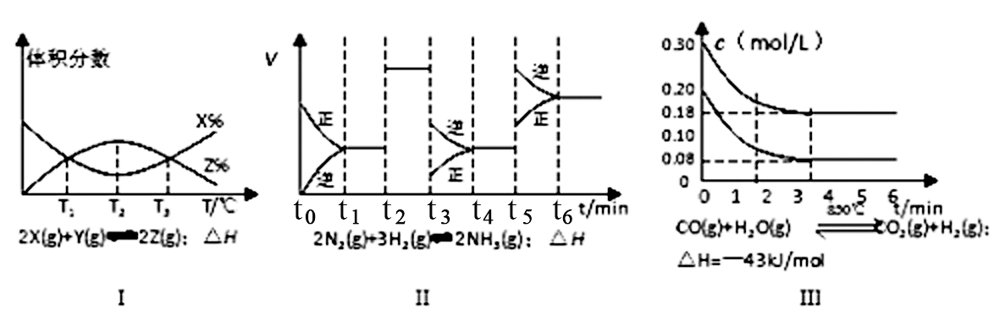 体积分数
X%
Z%
T₁ T₂ T₃ T/℃
2X(g)+Y(g)⇌2Z(g); △H
I
V
正
逆
逆
正
逆
正
t₀ t₁ t₂ t₃ t₄ t₅ t₆ t/min
2N₂(g)+3H₂(g)⇌2NH₃(g); △H
II
c（mol/L）
0.30
0.20
0.18
0.10
0.08
0
0 1 2 3 4 5 6 t/min
850℃
CO(g)+H₂O(g) ⇌ CO₂(g)+H₂(g);
△H=—43kJ/mol
III